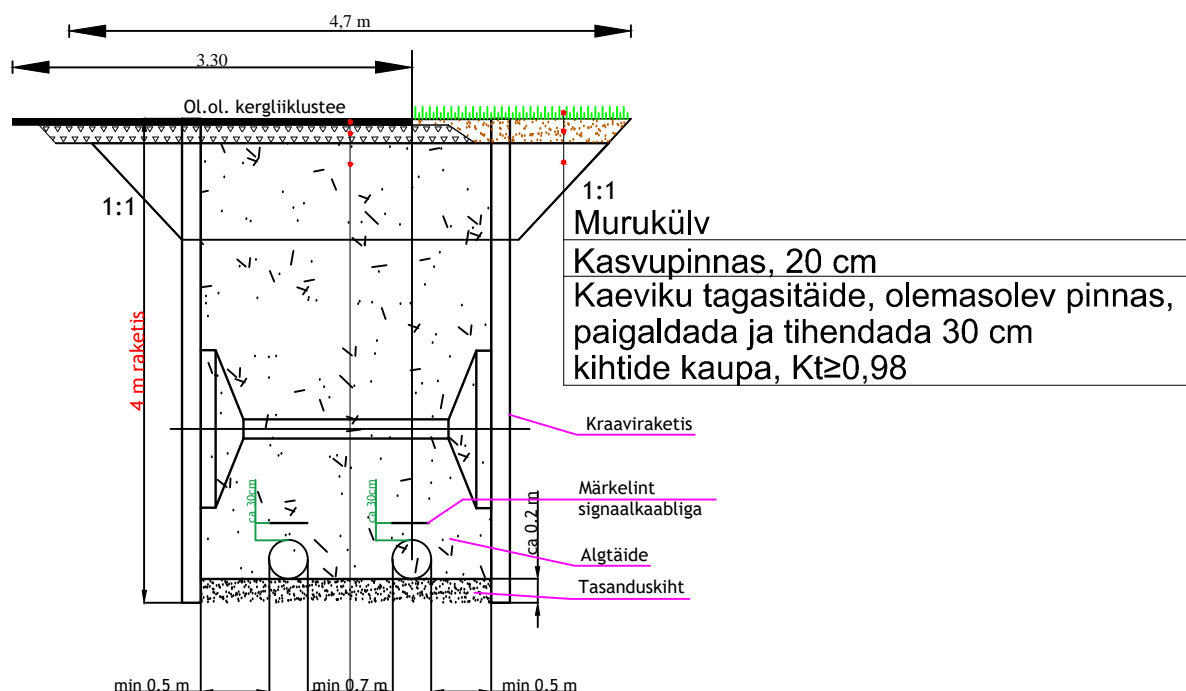 4,7 m
3.30
Ol.ol. kergliiklustee
1:1
1:1
Murukülv
Kasvupinnas, 20 cm
Kaeviku tagasitäide, olemasolev pinnas,
paigaldada ja tihendada 30 cm
kihtide kaupa, Kt≥0,98
4 m raketis
Kraaviraketis
Märkelint
signaalkaabliga
ca 30cm
ca 30cm
ca 0.2 m
Algtäide
Tasanduskiht
min 0.5 m
min 0.7 m
min 0.5 m